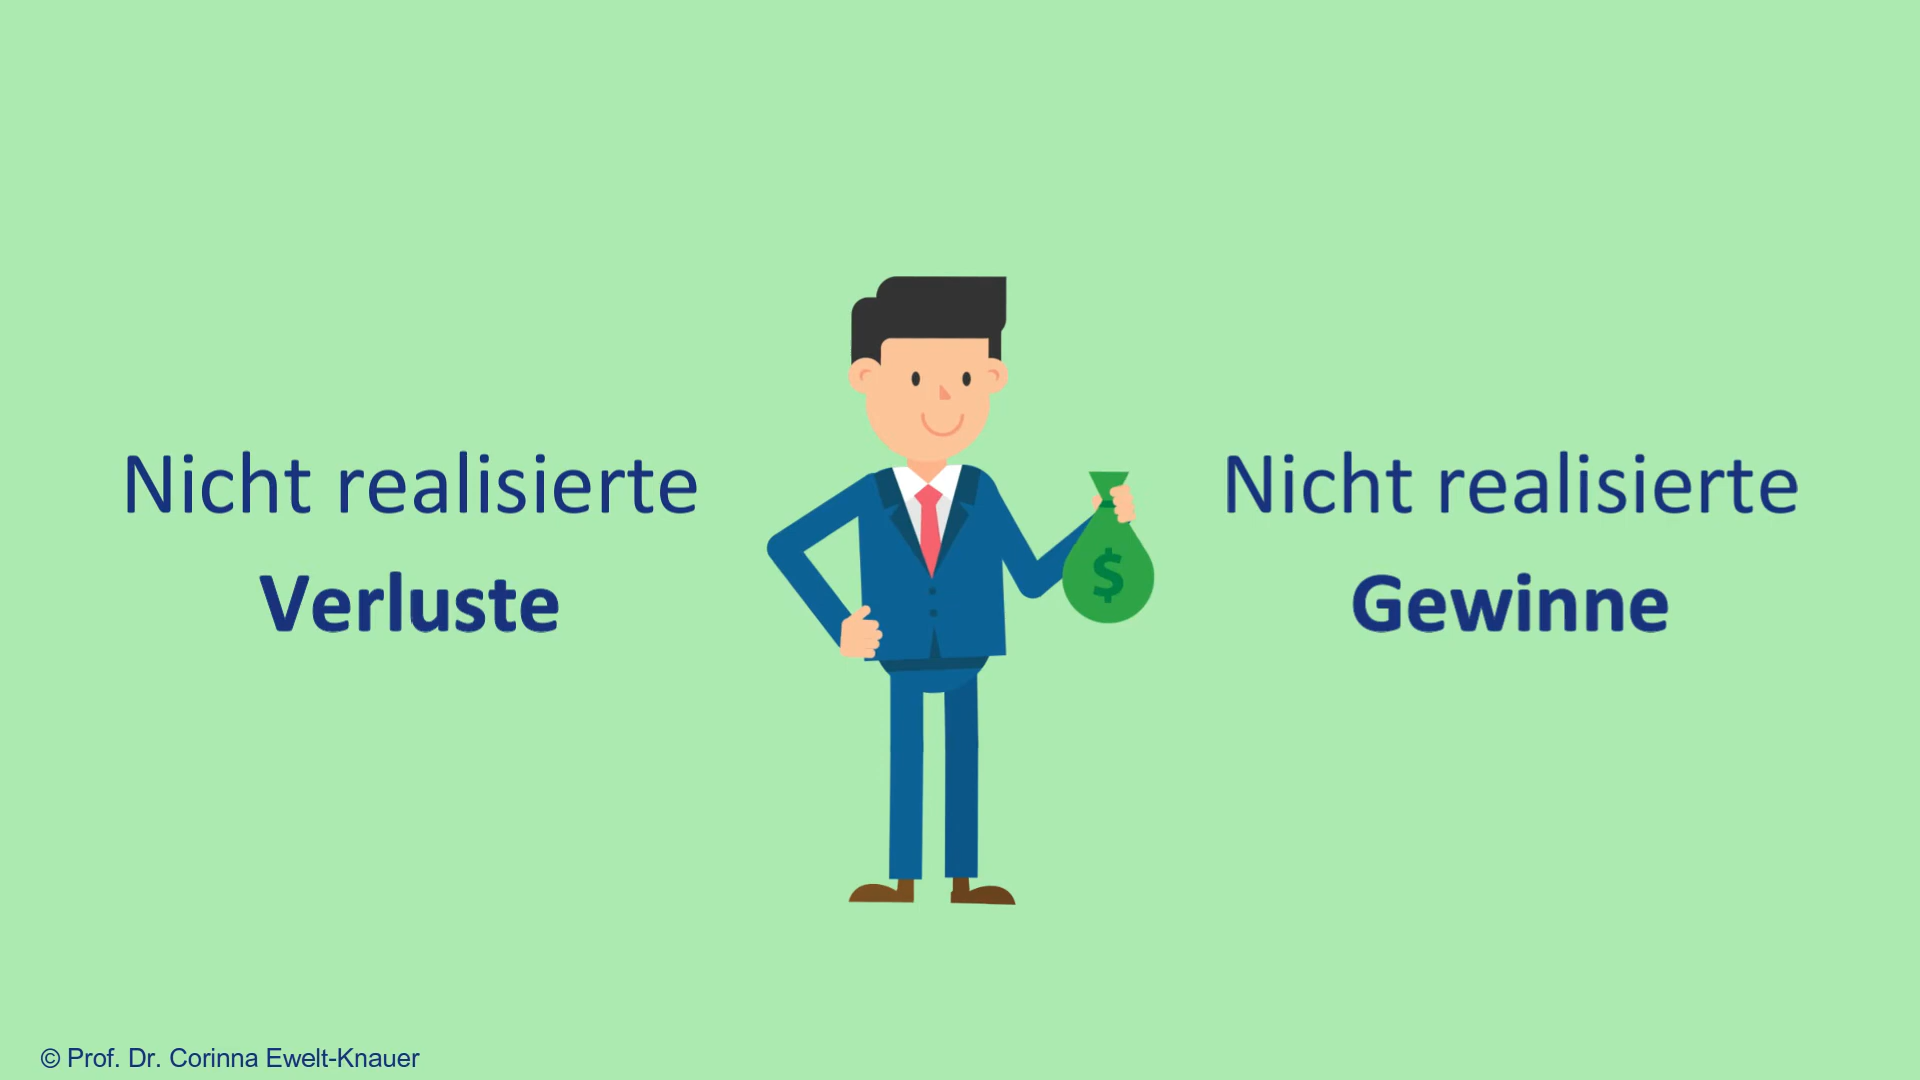 Nicht realisierte
Verluste
Nicht realisierte
Gewinne
$
© Prof. Dr. Corinna Ewelt-Knauer